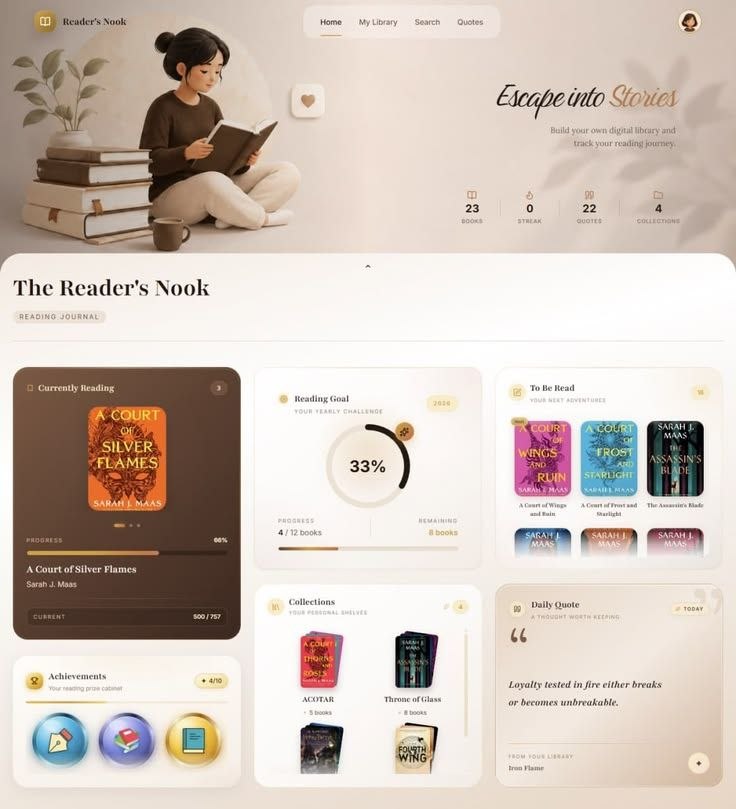 Reader's Nook
Home
My Library
Search
Quotes
Escape into Stories
Build your own digital library and
track your reading journey.
23
BOOKS
0
STREAK
22
QUOTES
4
COLLECTIONS
The Reader's Nook
READING JOURNAL
Currently Reading
3
A COURT
OF
SILVER
FLAMES
SARAH J. MAAS
PROGRESS
66%
A Court of Silver Flames
Sarah J. Maas
CURRENT
500 / 757
Achievements
Your reading prize cabinet
4/10
Reading Goal
YOUR YEARLY CHALLENGE
2026
33%
PROGRESS
REMAINING
4 / 12 books
8 books
Collections
YOUR PERSONAL SHELVES
4
A COURT
THORNS
AND
ROSES
SARAH J.
MAAS
ACOTAR
5 books
Throne of Glass
8 books
FOURTH
WING
To Be Read
YOUR NEXT ADVENTURES
16
A COURT
OF
WINGS
AND
RUIN
SARAH J. MAAS
A COURT
OF
FROST
AND
STARLIGHT
SARAH J. MAAS
SARAH J.
MAAS
THE
ASSASSIN'S
BLADE
A Court of Wings
and Ruin
A Court of Frost and
Starlight
The Assassin's Blade
SARAH J.
MAAS
SARAH J.
MAAS
SARAH J.
MAAS
Daily Quote
A THOUGHT WORTH KEEPING
TODAY
“
Loyalty tested in fire either breaks
or becomes unbreakable.
FROM YOUR LIBRARY
Iron Flame